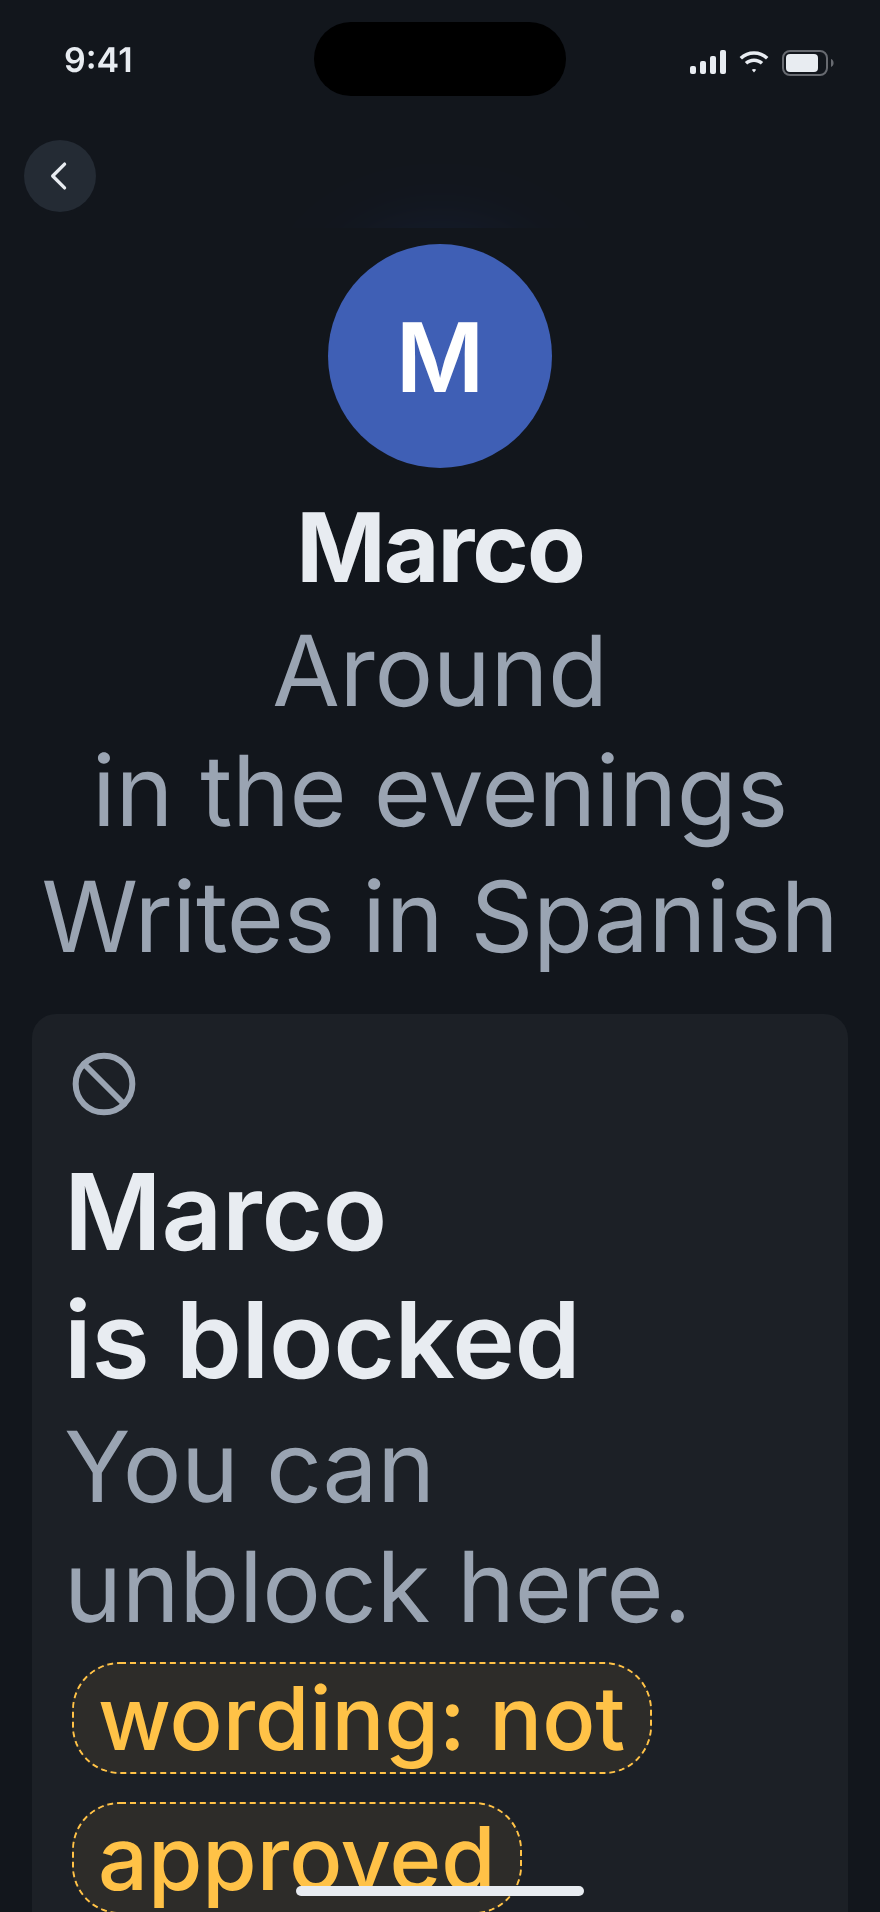 9:41
M
Marco
Around
in the evenings
Writes in Spanish
Marco
is blocked
You can
unblock here.
wording: not
approved